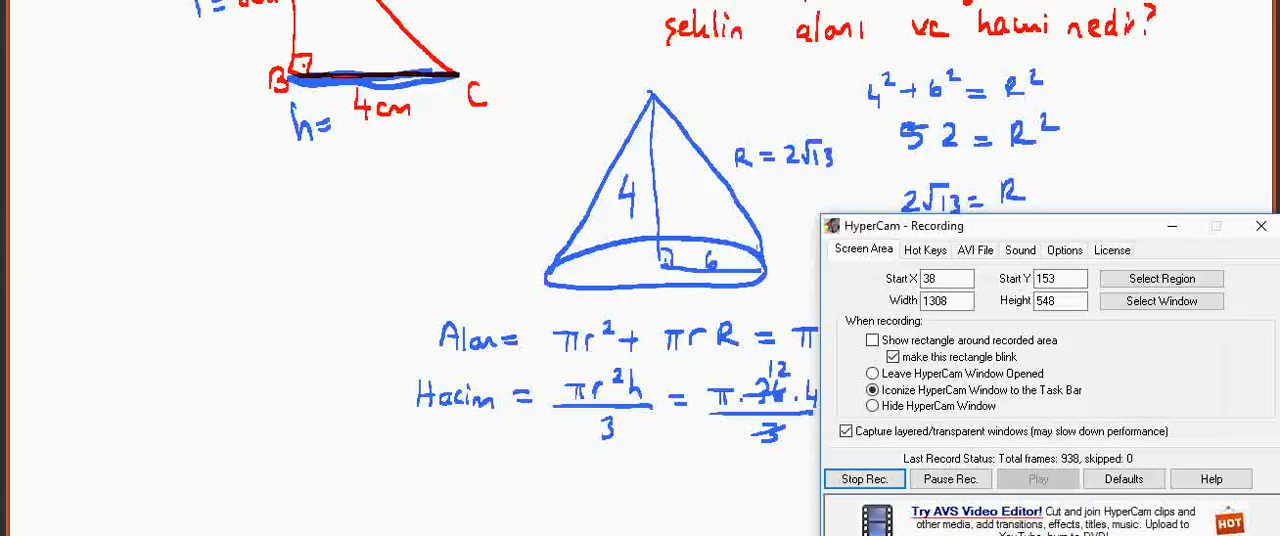 şeklin alanı ve hacmi nedir?
B
C
4 cm
h=
4² + 6² = R²
52 = R²
2√13 = R
R = 2√13
4
6
Alan = πr² + πrR = π
Hacim = πr²h / 3 = π . 36 12 . 4 / 3
HyperCam - Recording
Screen Area Hot Keys AVI File Sound Options License
Start X 38 Start Y 153 Select Region
Width 1308 Height 548 Select Window
When recording:
Show rectangle around recorded area
make this rectangle blink
Leave HyperCam Window Opened
Iconize HyperCam Window to the Task Bar
Hide HyperCam Window
Capture layered/transparent windows (may slow down performance)
Last Record Status: Total frames: 938, skipped: 0
Stop Rec. Pause Rec. Play Defaults Help
Try AVS Video Editor! Cut and join HyperCam clips and
other media, add transitions, effects, titles, music. Upload to
HOT